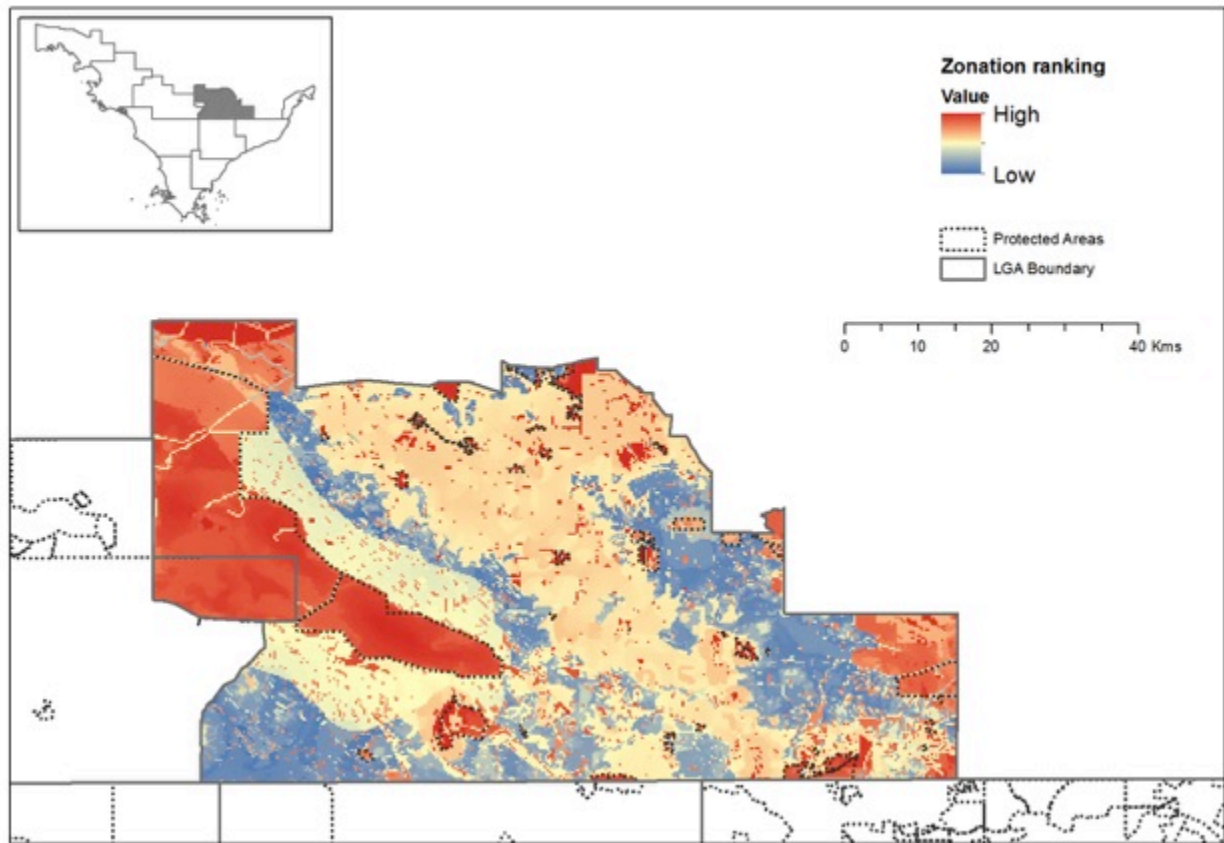 Zonation ranking
Value
High
Low
Protected Areas
LGA Boundary
0 10 20 40 Kms